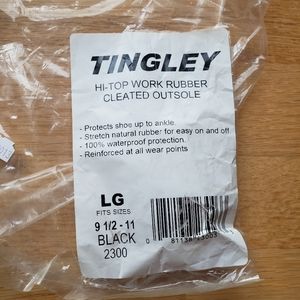 TINGLEY
HI-TOP WORK RUBBER
CLEATED OUTSOLE
- Protects shoe up to ankle.
- Stretch natural rubber for easy on and off
- 100% waterproof protection.
- Reinforced at all wear points
LG
FITS SIZES
9 1/2 - 11
BLACK
2300
0